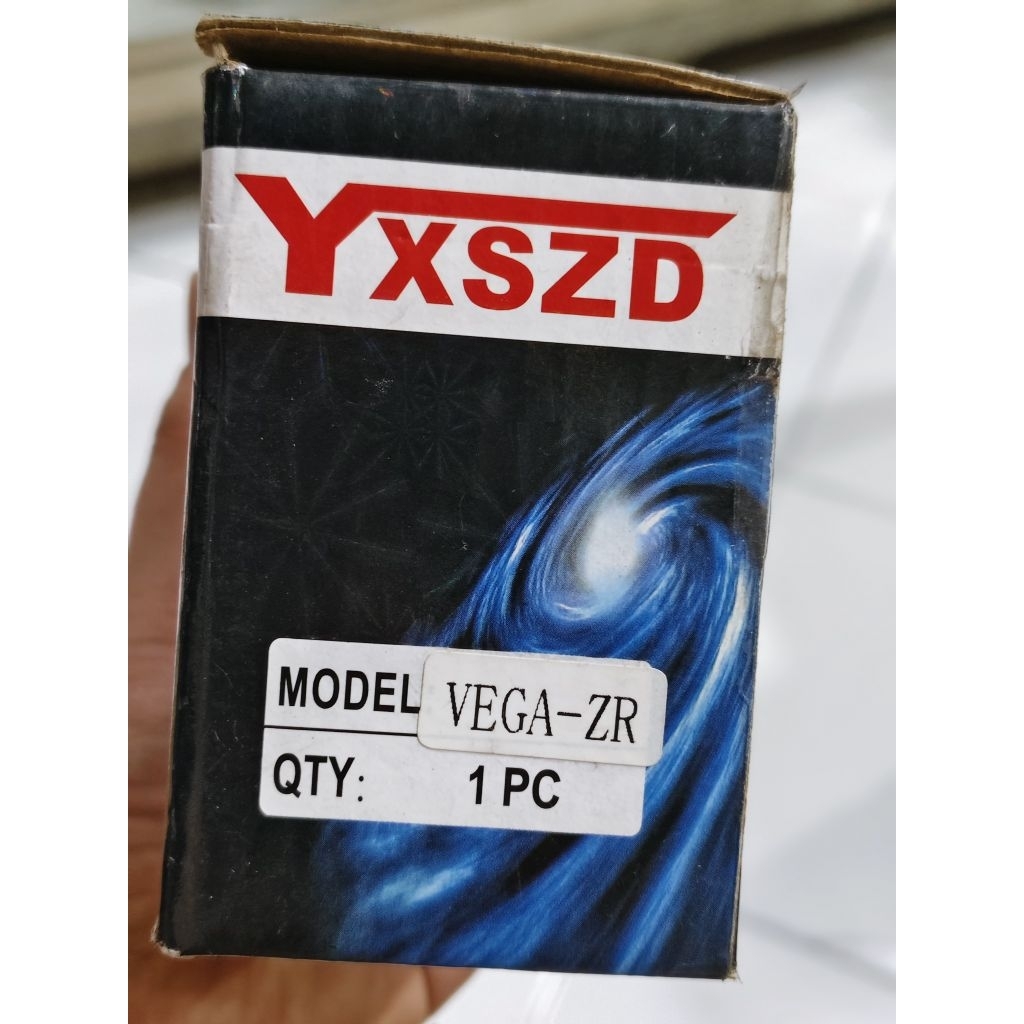 YXSZD
MODEL VEGA-ZR
QTY: 1 PC